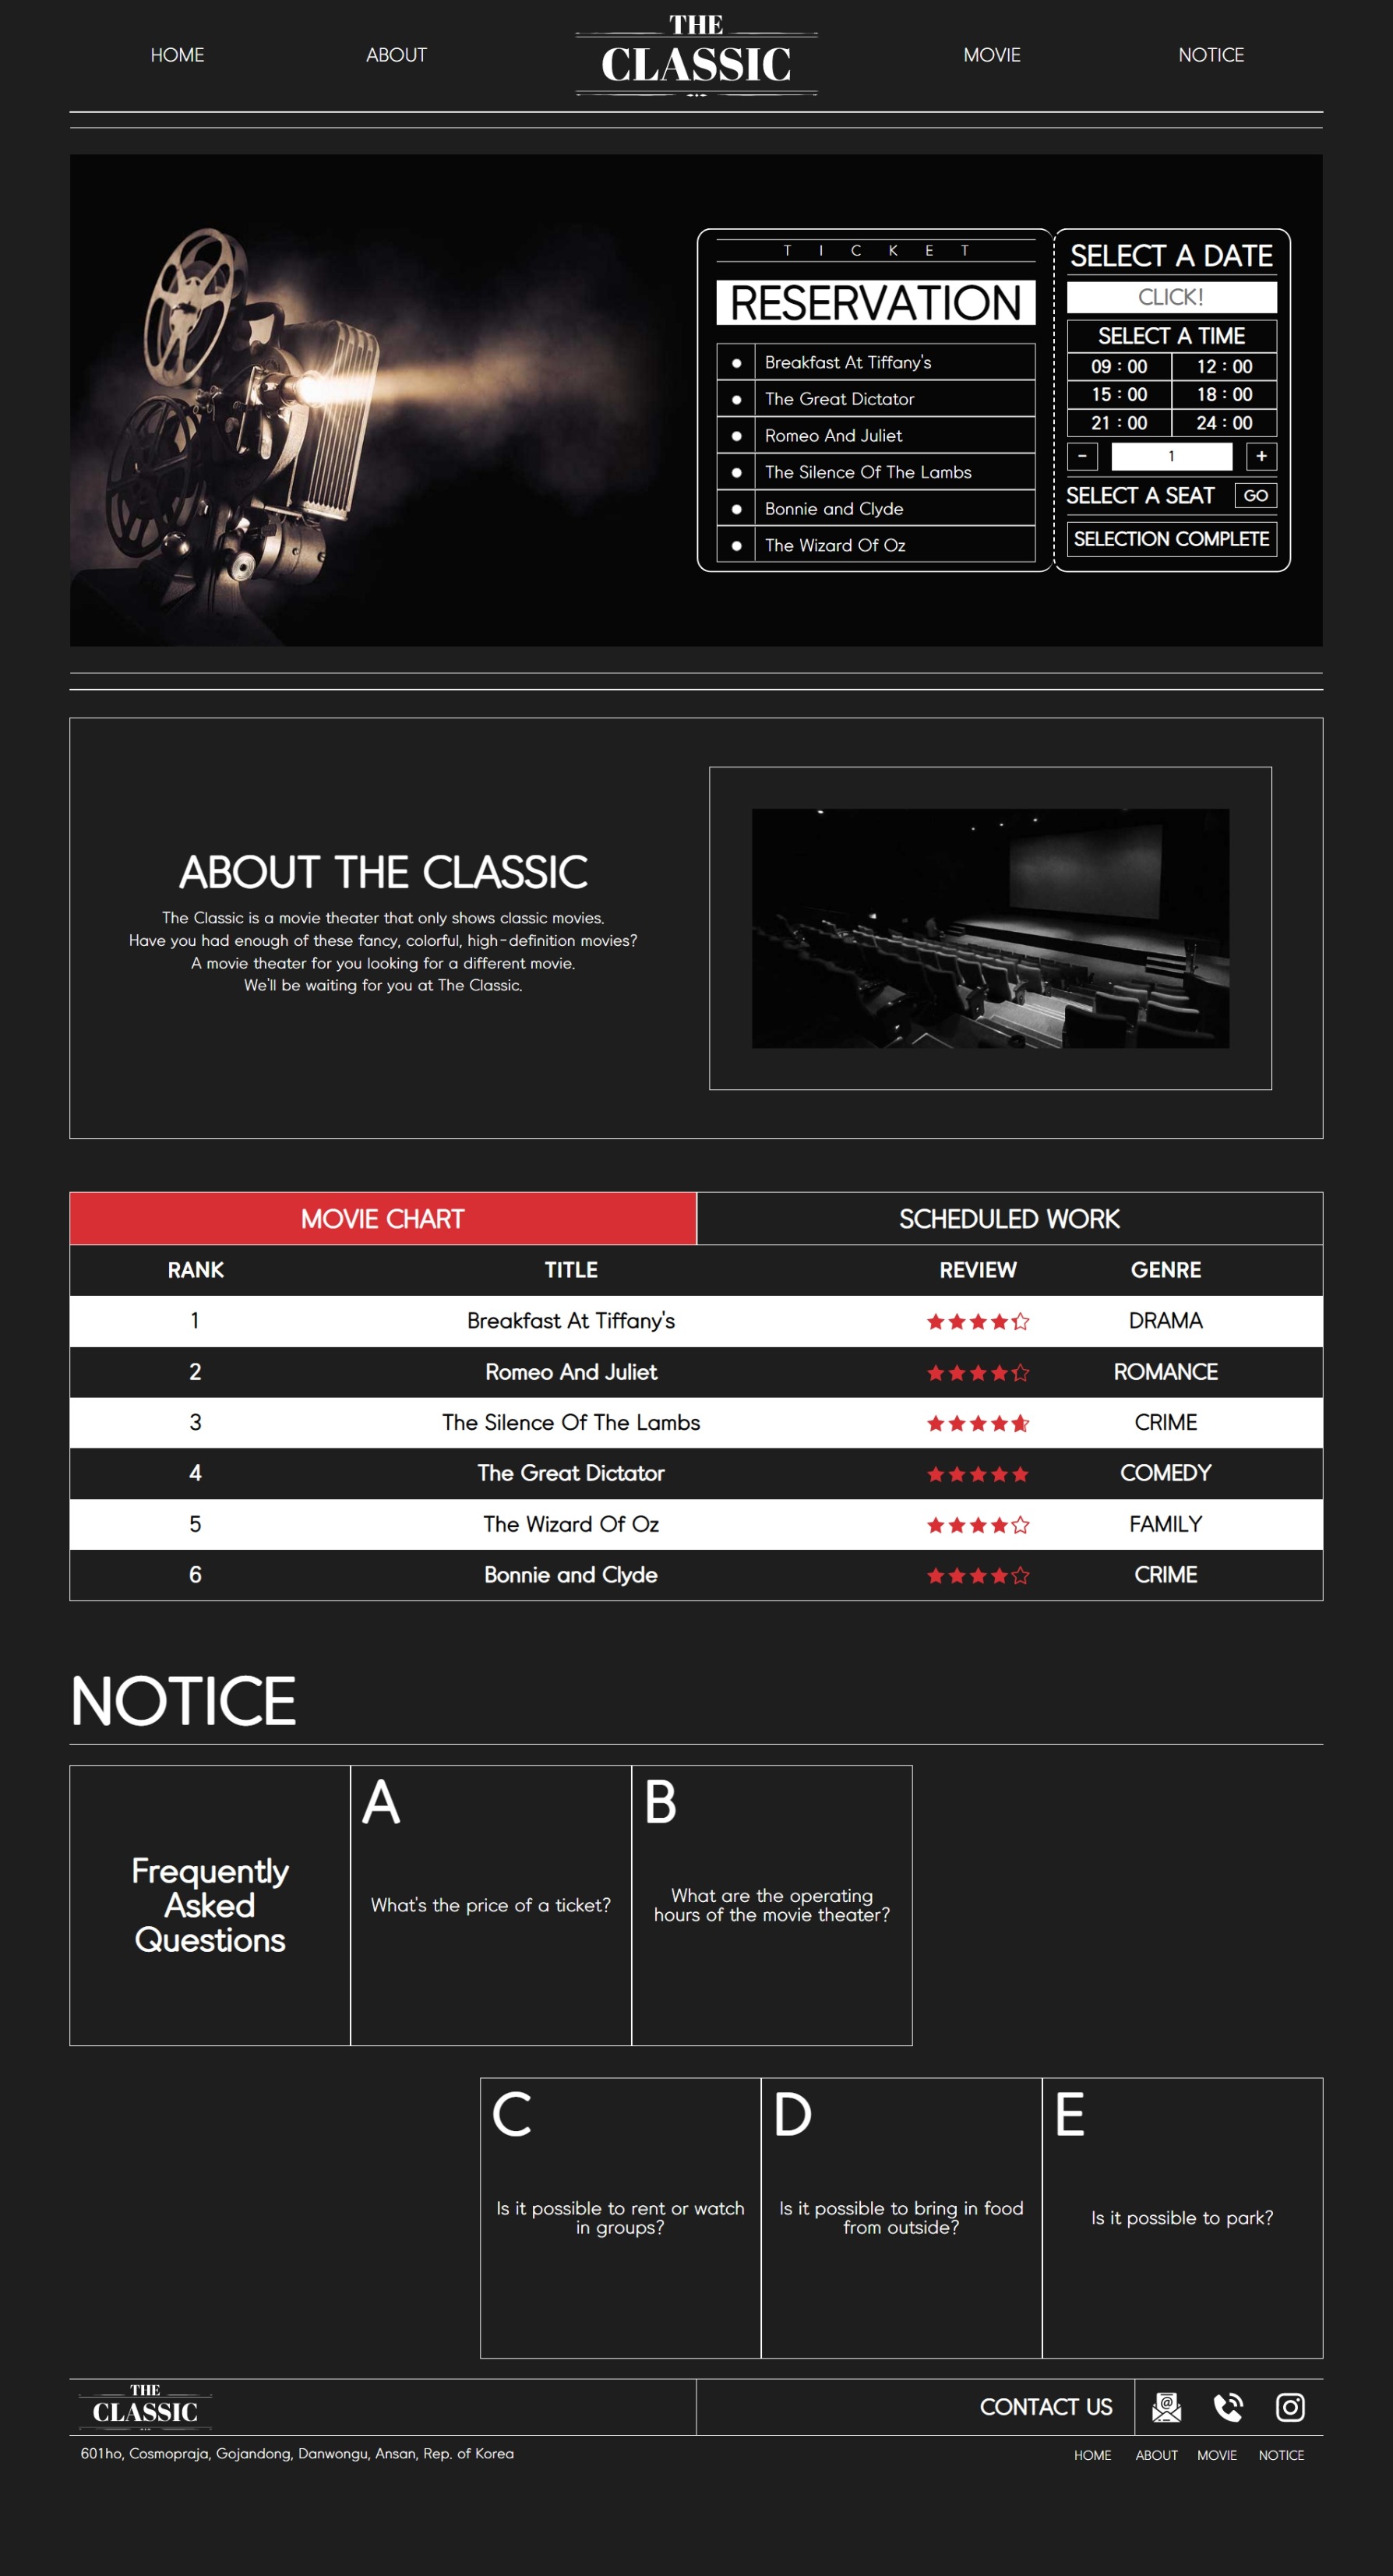 HOME
ABOUT
THE
CLASSIC
MOVIE
NOTICE
TICKET
RESERVATION
Breakfast At Tiffany's
The Great Dictator
Romeo And Juliet
The Silence Of The Lambs
Bonnie and Clyde
The Wizard Of Oz
SELECT A DATE
CLICK!
SELECT A TIME
09 : 00 12 : 00
15 : 00 18 : 00
21 : 00 24 : 00
- 1 +
SELECT A SEAT GO
SELECTION COMPLETE
ABOUT THE CLASSIC
The Classic is a movie theater that only shows classic movies.
Have you had enough of these fancy, colorful, high-definition movies?
A movie theater for you looking for a different movie.
We'll be waiting for you at The Classic.
MOVIE CHART SCHEDULED WORK
RANK TITLE REVIEW GENRE
1 Breakfast At Tiffany's DRAMA
2 Romeo And Juliet ROMANCE
3 The Silence Of The Lambs CRIME
4 The Great Dictator COMEDY
5 The Wizard Of Oz FAMILY
6 Bonnie and Clyde CRIME
NOTICE
Frequently
Asked
Questions
A
What's the price of a ticket?
B
What are the operating
hours of the movie theater?
C
Is it possible to rent or watch
in groups?
D
Is it possible to bring in food
from outside?
E
Is it possible to park?
THE
CLASSIC
CONTACT US
@
601ho, Cosmopraja, Gojandong, Danwongu, Ansan, Rep. of Korea
HOME ABOUT MOVIE NOTICE